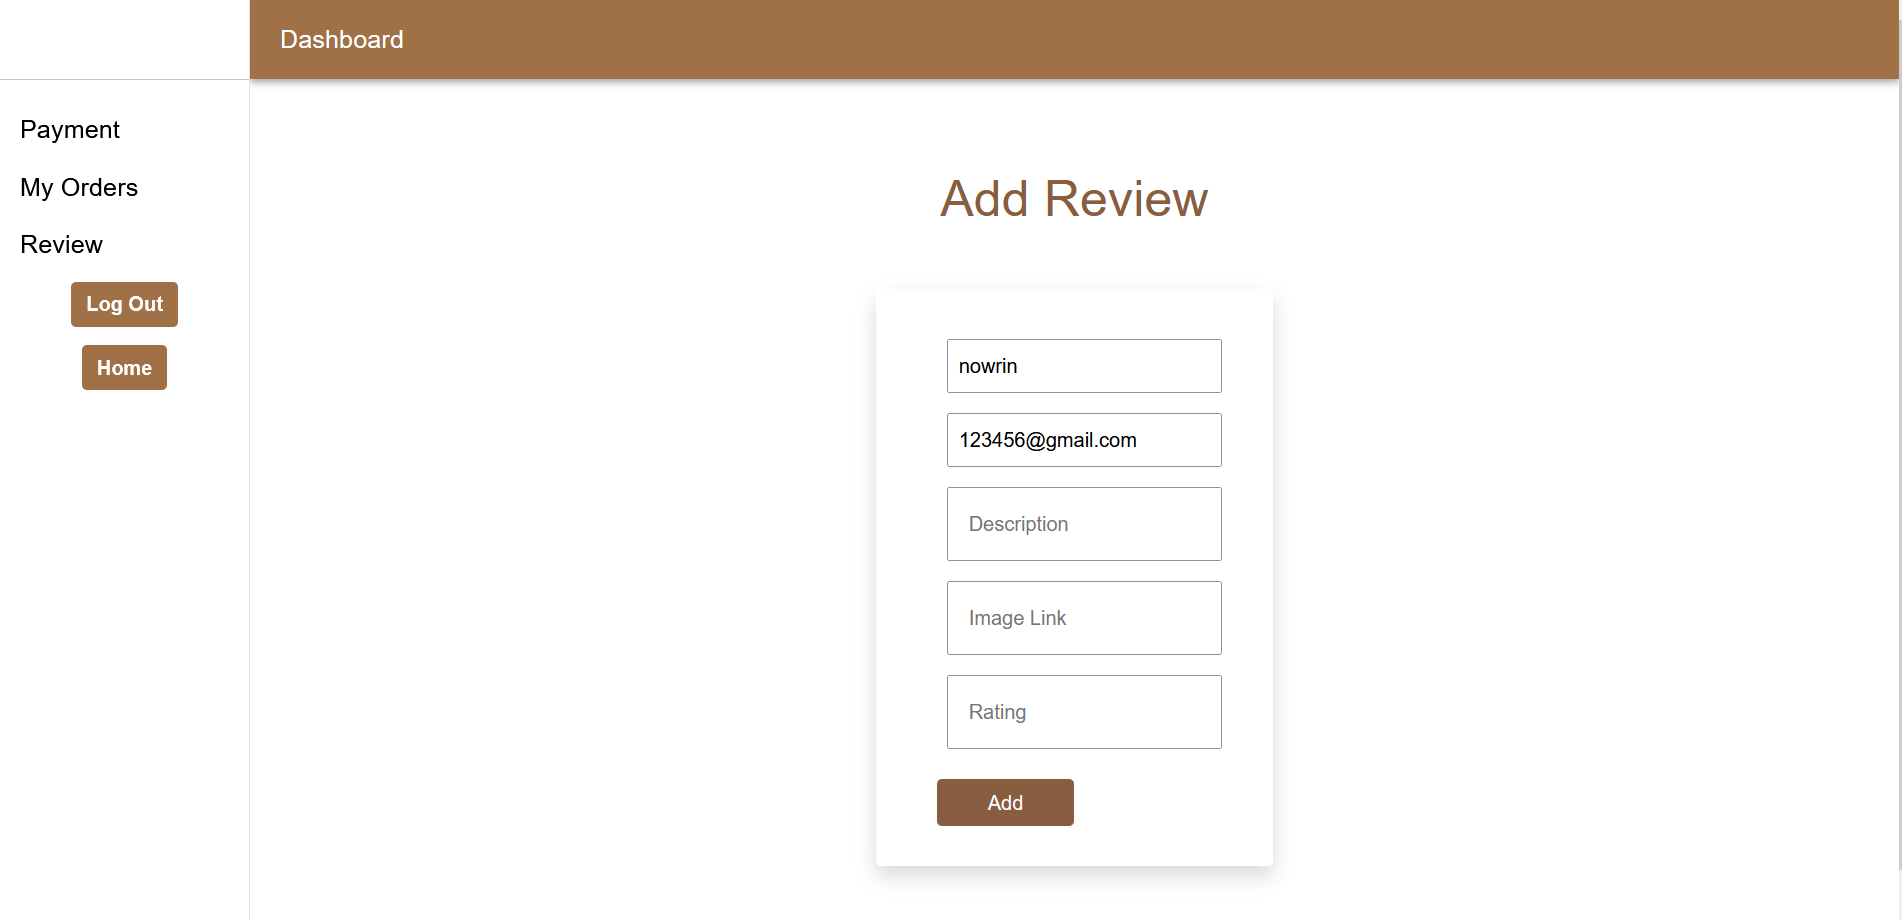 Dashboard
Payment
My Orders
Review
Log Out
Home
Add Review
nowrin
123456@gmail.com
Description
Image Link
Rating
Add